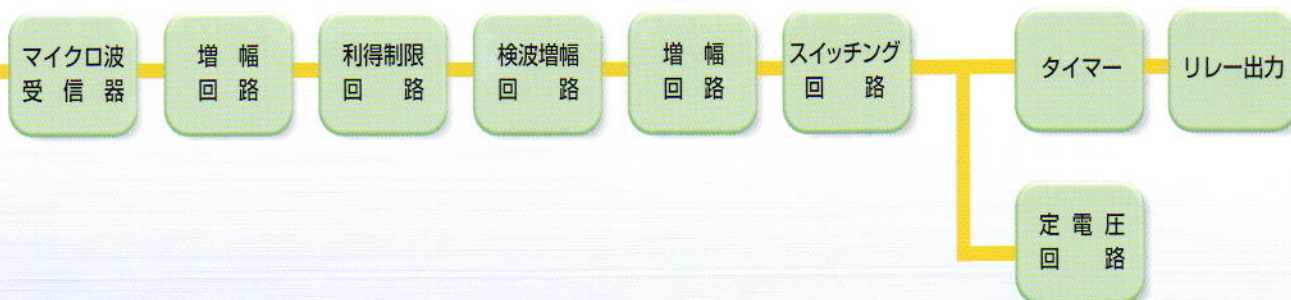 マイクロ波
受信器
増幅
回路
利得制限
回路
検波増幅
回路
増幅
回路
スイッチング
回路
タイマー
リレー出力
定電圧
回路